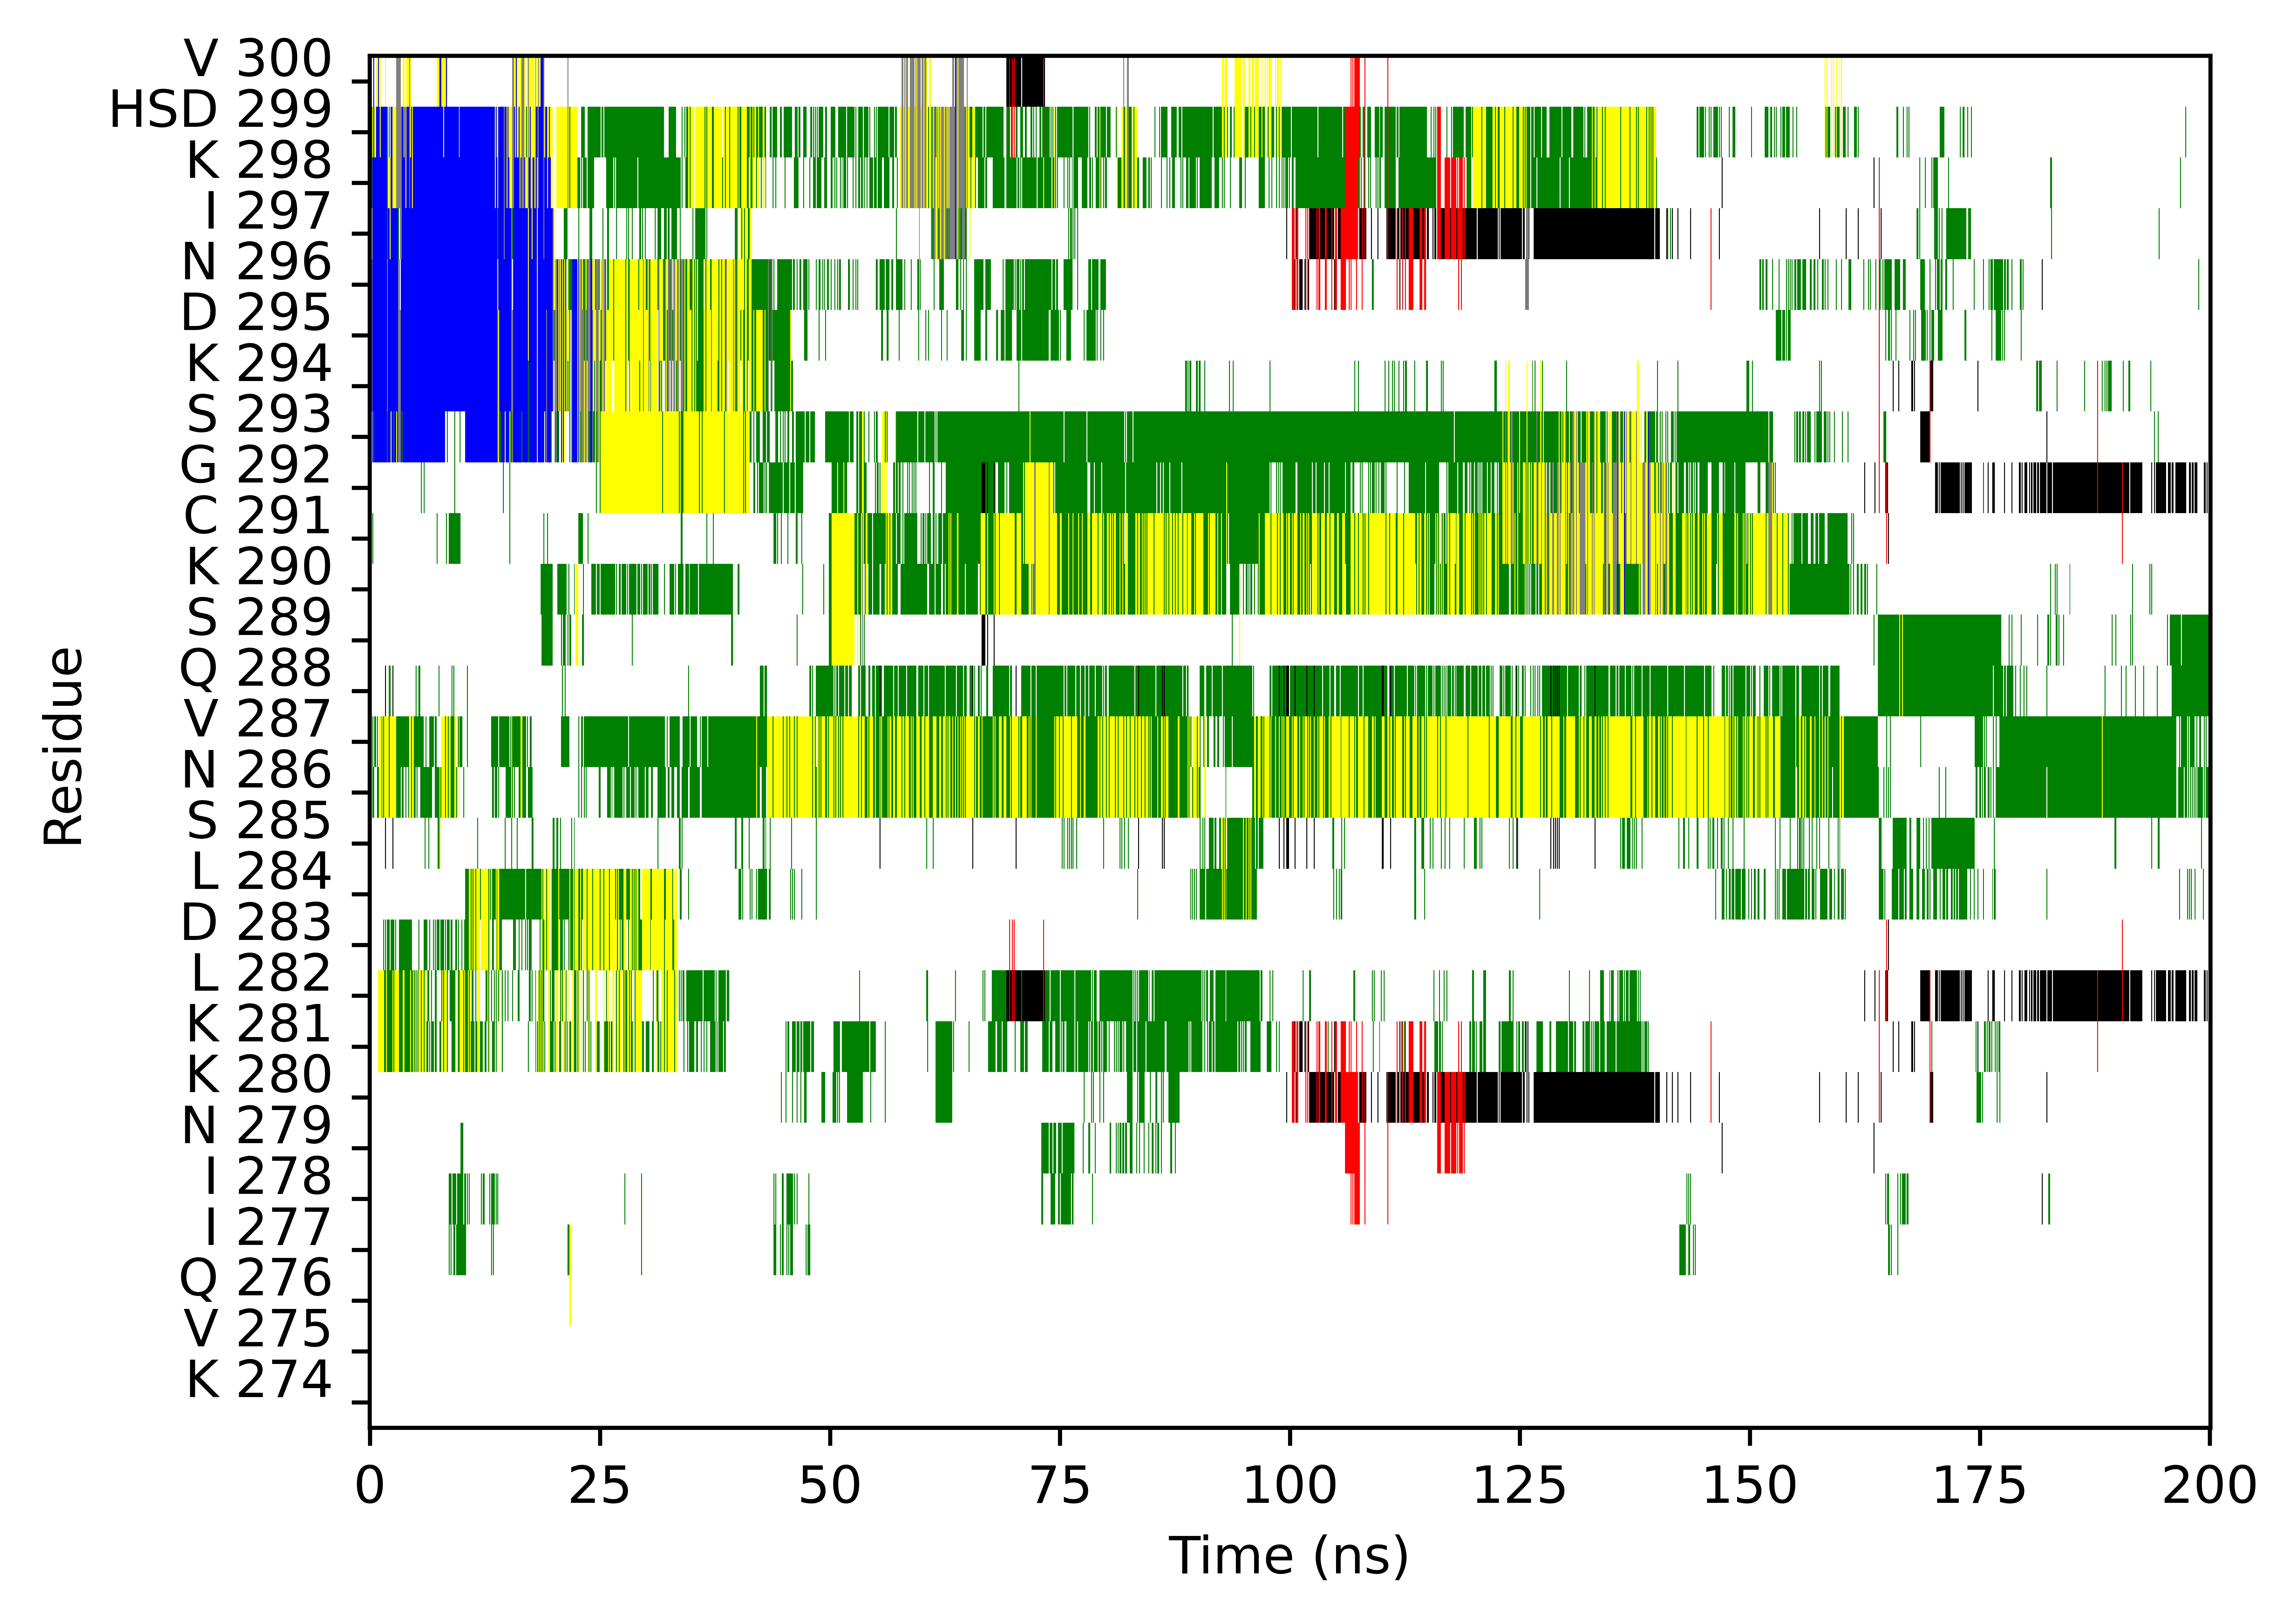 V 300
HSD 299
K 298
I 297
N 296
D 295
K 294
S 293
G 292
C 291
K 290
S 289
Q 288
V 287
N 286
S 285
L 284
D 283
L 282
K 281
K 280
N 279
I 278
I 277
Q 276
V 275
K 274
Residue
0 25 50 75 100 125 150 175 200
Time (ns)